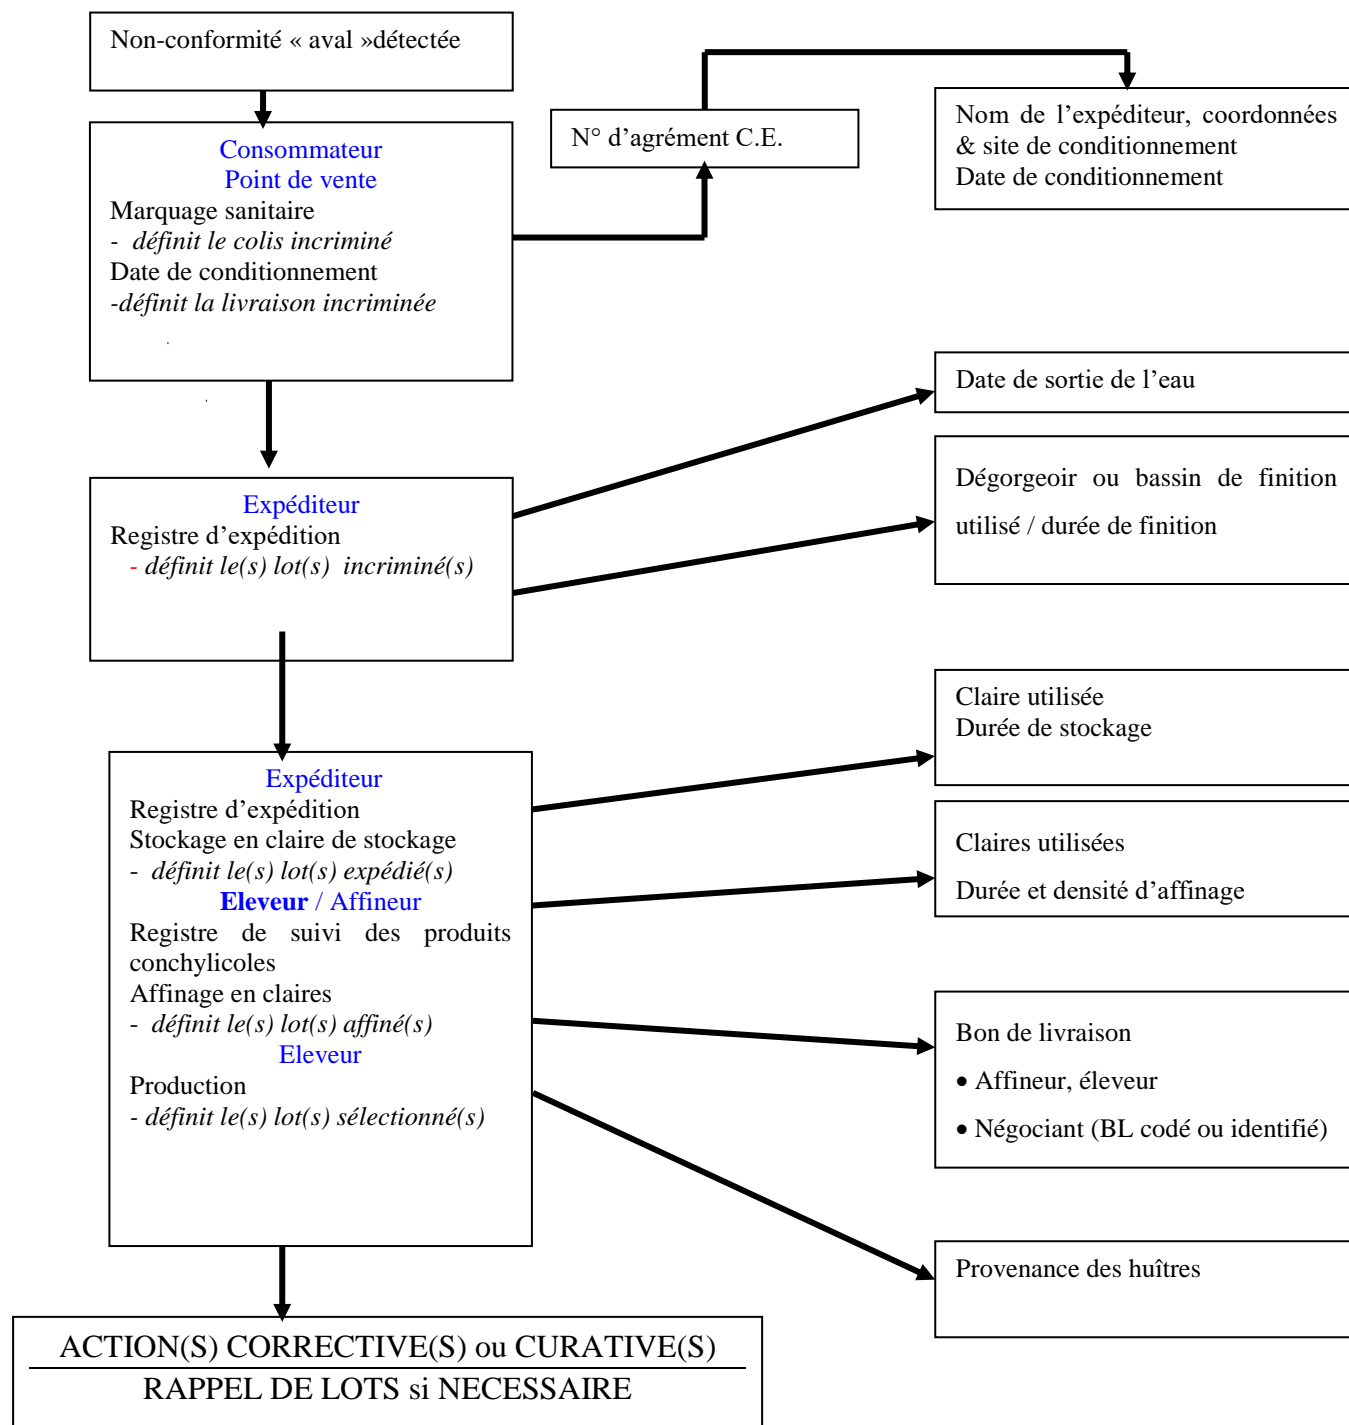 Non-conformité « aval »détectée
Consommateur
Point de vente
Marquage sanitaire
- définit le colis incriminé
Date de conditionnement
-définit la livraison incriminée
N° d’agrément C.E.
Nom de l’expéditeur, coordonnées
& site de conditionnement
Date de conditionnement
Expéditeur
Registre d’expédition
- définit le(s) lot(s) incriminé(s)
Date de sortie de l’eau
Dégorgeoir ou bassin de finition
utilisé / durée de finition
Expéditeur
Registre d’expédition
Stockage en claire de stockage
- définit le(s) lot(s) expédié(s)
Eleveur / Affineur
Registre de suivi des produits
conchylicoles
Affinage en claires
- définit le(s) lot(s) affiné(s)
Eleveur
Production
- définit le(s) lot(s) sélectionné(s)
Claire utilisée
Durée de stockage
Claires utilisées
Durée et densité d’affinage
Bon de livraison
• Affineur, éleveur
• Négociant (BL codé ou identifié)
Provenance des huîtres
ACTION(S) CORRECTIVE(S) ou CURATIVE(S)
RAPPEL DE LOTS si NECESSAIRE